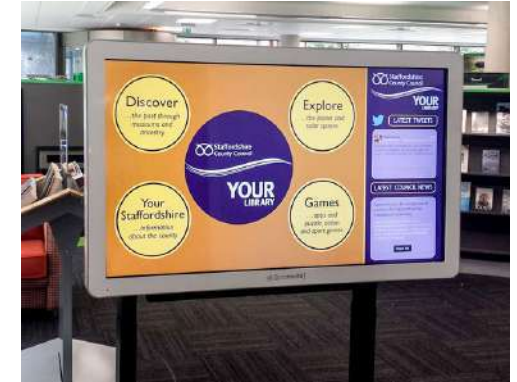 Discover
...the past through
museums and
ancestry
Explore
...the planet and
solar system
Staffordshire
County Council
YOUR
LIBRARY
Your
Staffordshire
...information
about the county
Games
...apps and
puzzle, action
and sport games
Staffordshire
County Council
YOUR
LIBRARY
LATEST TWEETS
LATEST COUNCIL NEWS